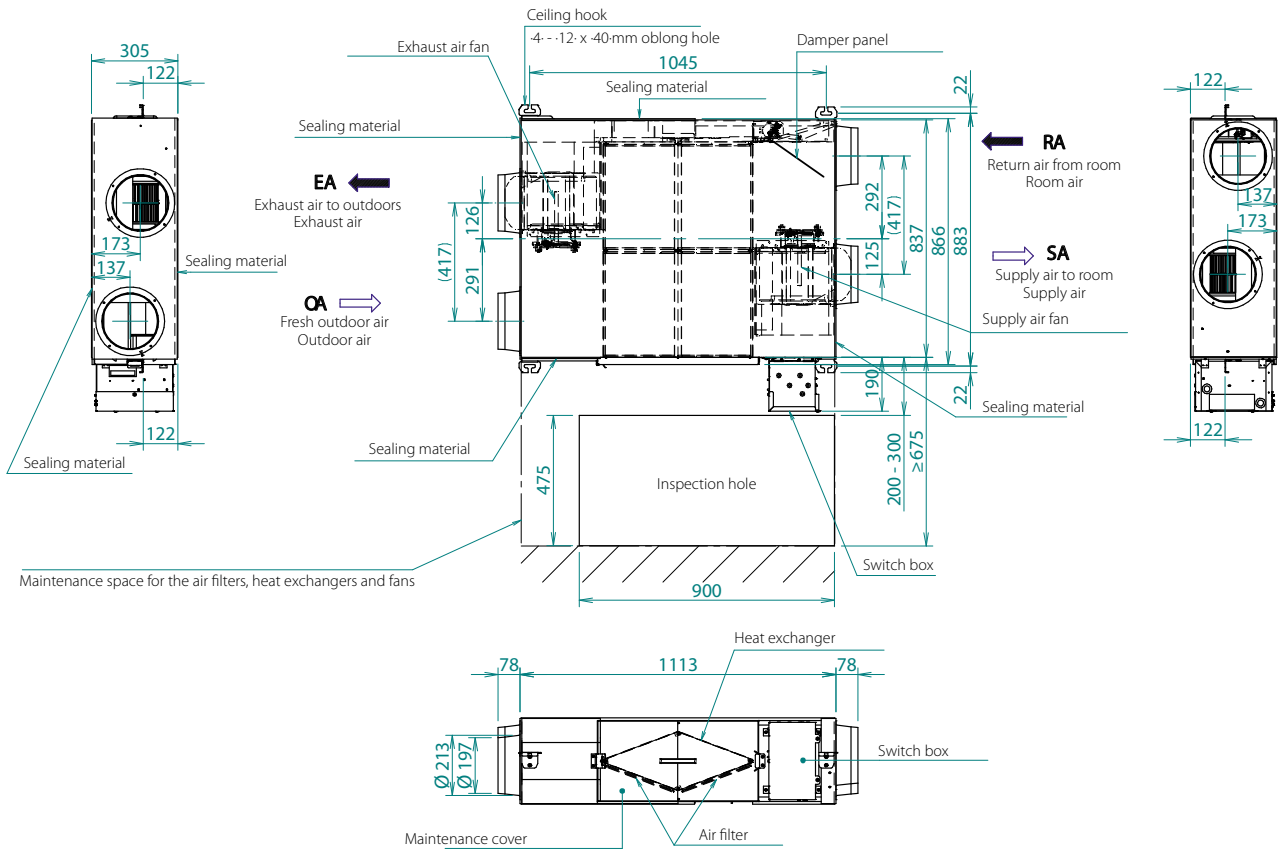 Ceiling hook
·4· - ·12· x ·40·mm oblong hole
Exhaust air fan
Damper panel
305
122
1045
22
122
Sealing material
Sealing material
RA
Return air from room
Room air
EA
Exhaust air to outdoors
Exhaust air
126
292
(417)
837
866
883
137
173
173
137
Sealing material
(417)
291
125
SA
Supply air to room
Supply air
OA
Fresh outdoor air
Outdoor air
Supply air fan
190
22
Sealing material
122
122
Sealing material
Sealing material
475
Inspection hole
200 - 300
≥675
Switch box
Maintenance space for the air filters, heat exchangers and fans
900
Heat exchanger
78
1113
78
Ø 213
Ø 197
Switch box
Maintenance cover
Air filter